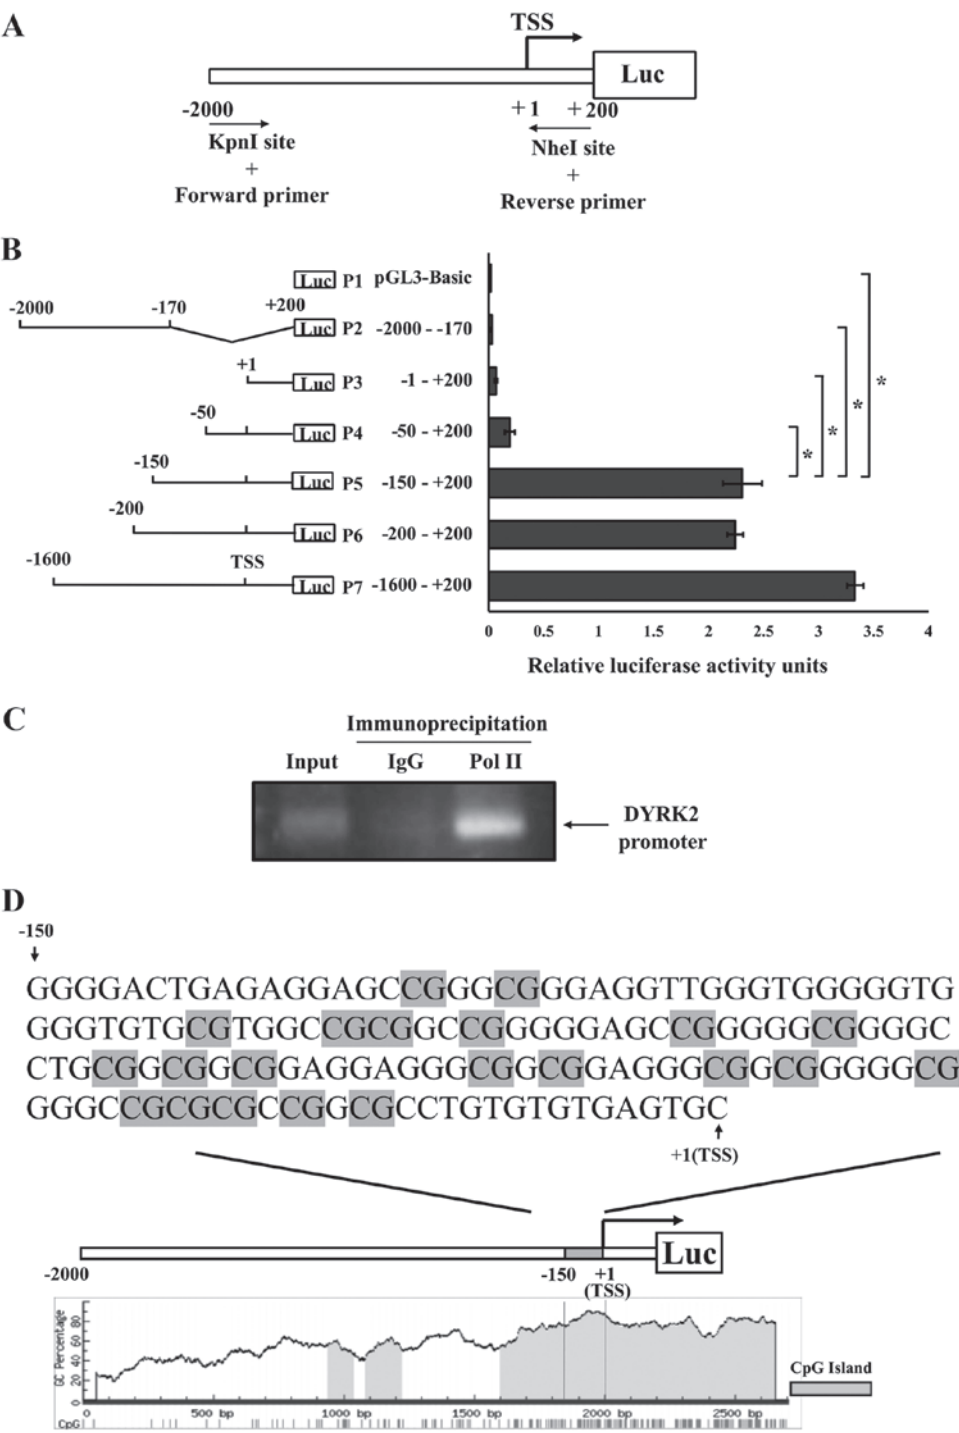 A
TSS
Luc
-2000
+1
+200
KpnI site
+
Forward primer
NheI site
+
Reverse primer
B
Luc P1 pGL3-Basic
-2000 -170 +200
Luc P2 -2000 - -170
+1
Luc P3 -1 - +200
-50
Luc P4 -50 - +200
-150
Luc P5 -150 - +200
-200
Luc P6 -200 - +200
-1600 TSS
Luc P7 -1600 - +200
*
*
*
*
0 0.5 1 1.5 2 2.5 3 3.5 4
Relative luciferase activity units
C
Immunoprecipitation
Input IgG Pol II
DYRK2
promoter
D
-150
GGGGACTGAGAGGAGCCGGGCGGGAGGTTGGGTGGGGGTG
GGGTGTGCGTGGCCGCGGCCGGGGGAGCCGGGGGCGGGGC
CTGCGGCGGCGGAGGAGGGCGGCGGAGGGCGGCGGGGGCG
GGGCCGCGCGCCGGCGCCTGTGTGTGAGTGC
+1(TSS)
Luc
-2000 -150 +1
(TSS)
GC Percentage
80
60
40
20
0 500 bp 1000 bp 1500 bp 2000 bp 2500 bp
CpG
CpG Island